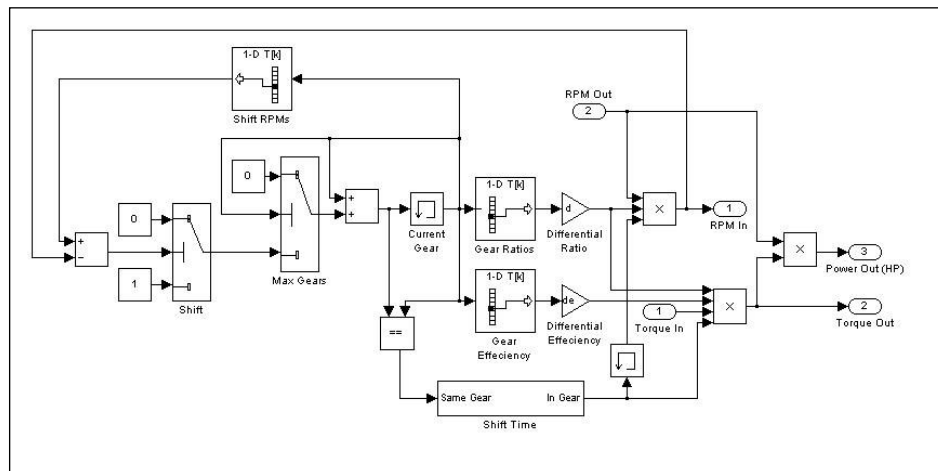 1-D T[k]
Shift RPMs
RPM Out
2
0
1-D T[k]
+
+
d
×
1
RPM In
0
Current
Gear
Gear Ratios
Differential
Ratio
+
−
Max Gears
×
3
Power Out (HP)
1
Shift
1-D T[k]
de
×
1
Torque In
2
Torque Out
==
Gear
Effeciency
Differential
Effeciency
Same Gear
In Gear
Shift Time